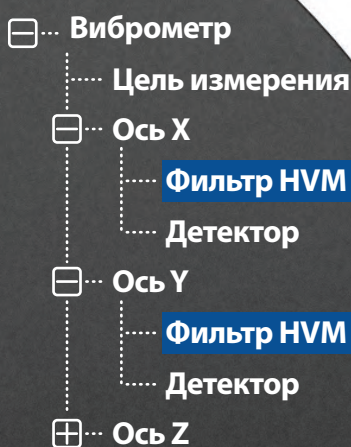 Виброметр
Цель измерения
Ось X
Фильтр HVM
Детектор
Ось Y
Фильтр HVM
Детектор
Ось Z